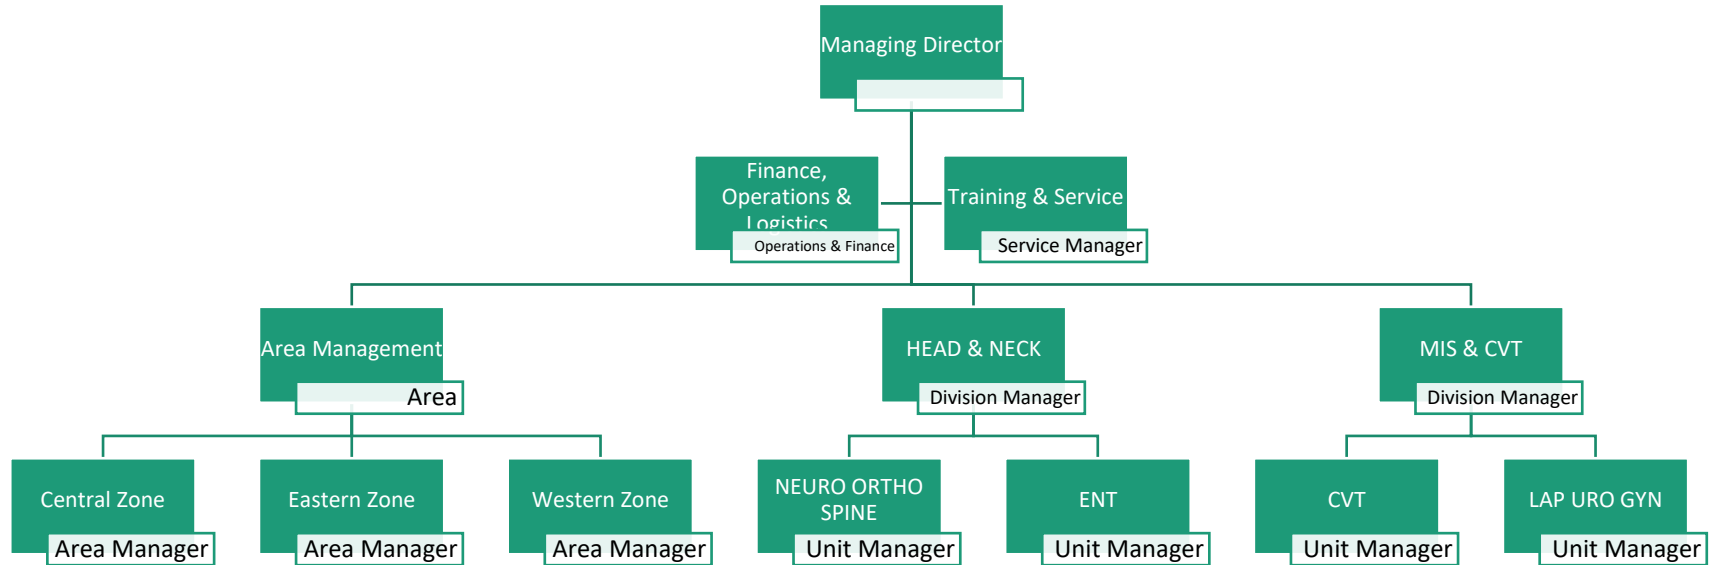 Managing Director
Finance,
Operations &
Logistics
Operations & Finance
Training & Service
Service Manager
Area Management
Area
HEAD & NECK
Division Manager
MIS & CVT
Division Manager
Central Zone
Area Manager
Eastern Zone
Area Manager
Western Zone
Area Manager
NEURO ORTHO
SPINE
Unit Manager
ENT
Unit Manager
CVT
Unit Manager
LAP URO GYN
Unit Manager